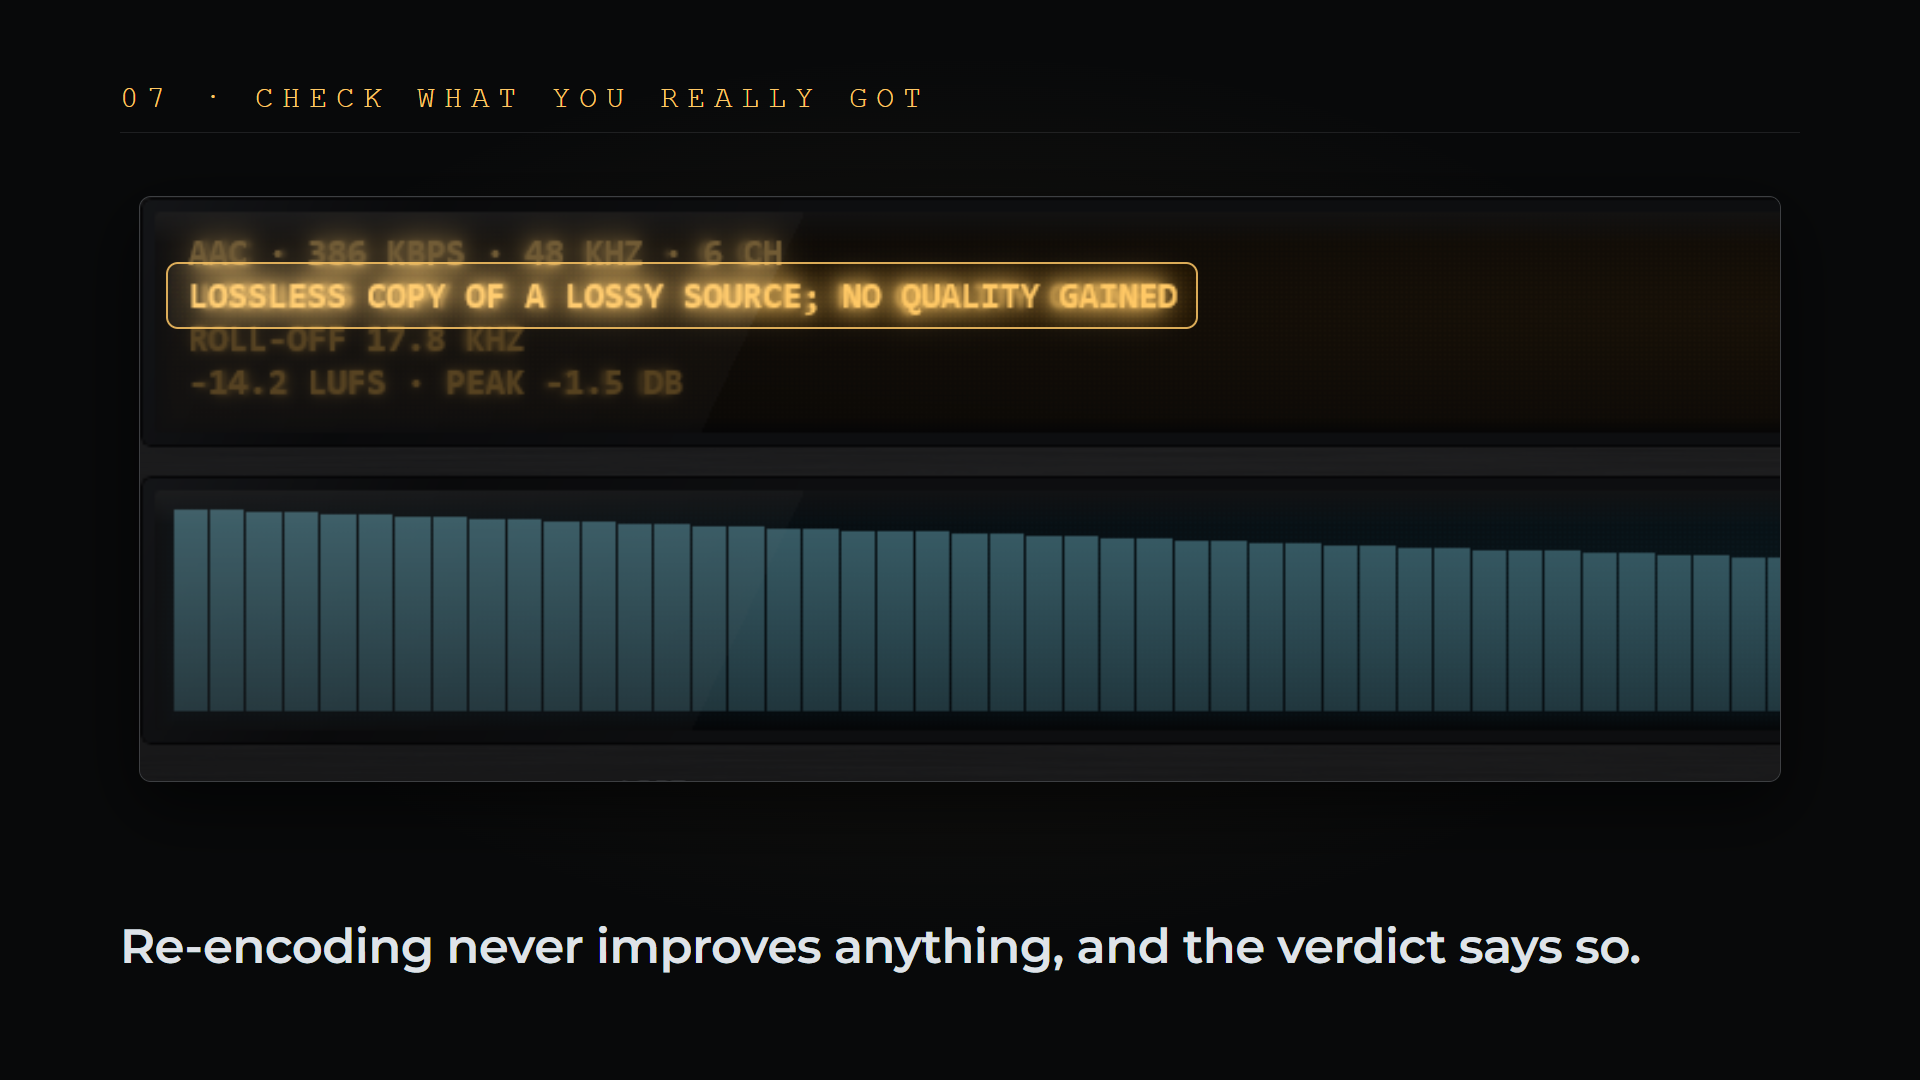 07 · CHECK WHAT YOU REALLY GOT
AAC · 386 KBPS · 48 KHZ · 6 CH
LOSSLESS COPY OF A LOSSY SOURCE; NO QUALITY GAINED
ROLL-OFF 17.8 KHZ
-14.2 LUFS · PEAK -1.5 DB
Re-encoding never improves anything, and the verdict says so.